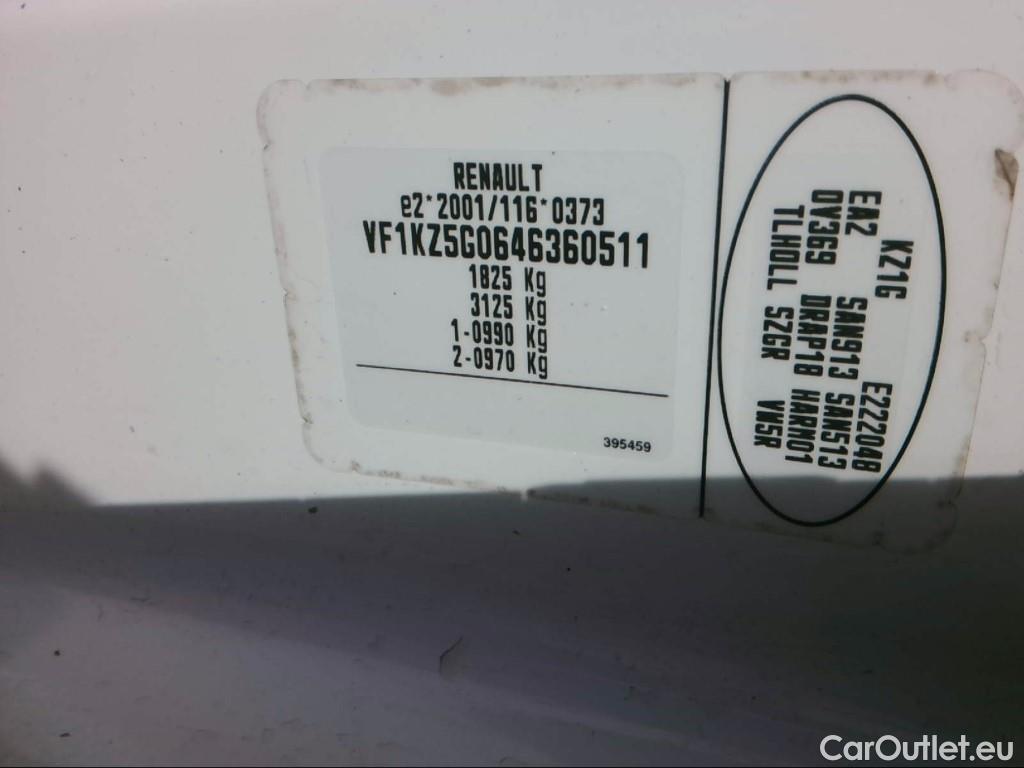 RENAULT
e2*2001/116*0373
VF1KZ5G0646360511
1825 Kg
3125 Kg
1-0990 Kg
2-0970 Kg
395459
KZ1G E22204B
EA2 SAN913 SAN513
OV369 DRAP18 HARM01
TLHOLL SZGR VW5R
CarOutlet.eu